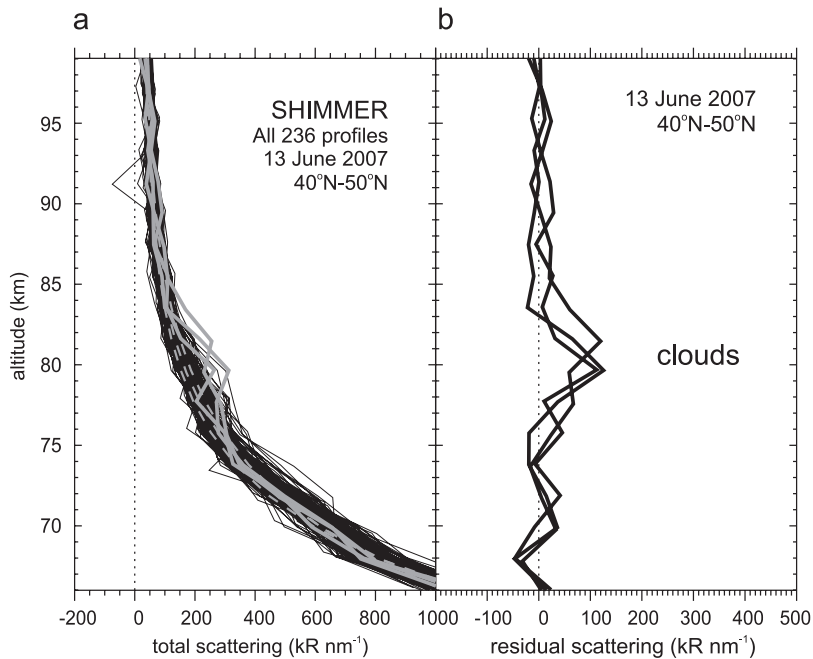 a
b
SHIMMER
All 236 profiles
13 June 2007
40°N-50°N
13 June 2007
40°N-50°N
clouds
altitude (km)
95
90
85
80
75
70
-200 0 200 400 600 800 1000
-100 0 100 200 300 400 500
total scattering (kR nm⁻¹)
residual scattering (kR nm⁻¹)